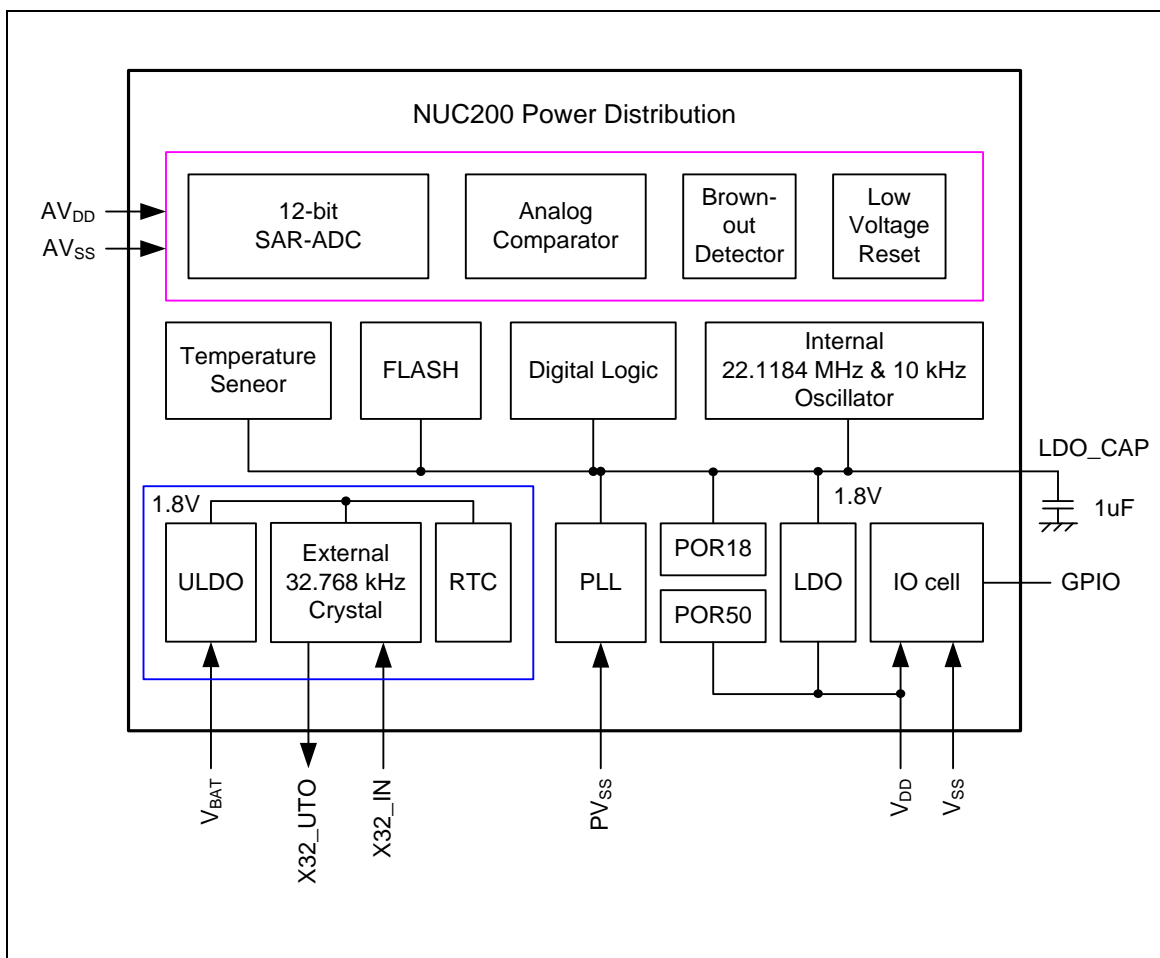 NUC200 Power Distribution
AVDD
AVSS
12-bit
SAR-ADC
Analog
Comparator
Brown-
out
Detector
Low
Voltage
Reset
Temperature
Seneor
FLASH
Digital Logic
Internal
22.1184 MHz & 10 kHz
Oscillator
LDO_CAP
1uF
1.8V
ULDO
External
32.768 kHz
Crystal
RTC
PLL
POR18
POR50
1.8V
LDO
IO cell
GPIO
VBAT
X32_UTO
X32_IN
PVSS
VDD
VSS